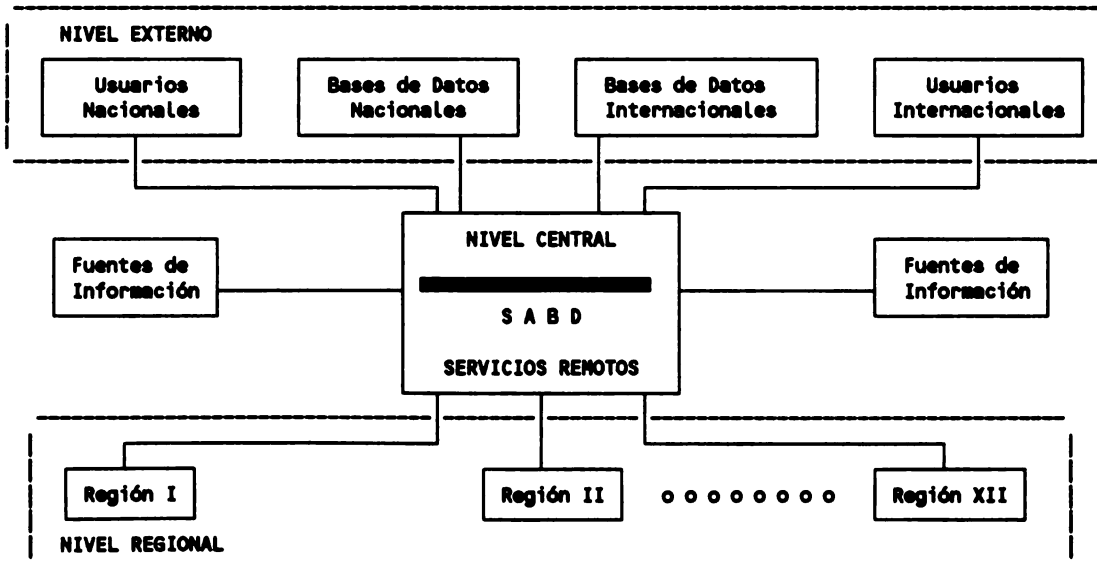 NIVEL EXTERNO
Usuarios
Nacionales
Bases de Datos
Nacionales
Bases de Datos
Internacionales
Usuarios
Internacionales
NIVEL CENTRAL
S A B D
SERVICIOS REMOTOS
Fuentes de
Información
Fuentes de
Información
Región I
Región II
o o o o o o o o
Región XII
NIVEL REGIONAL